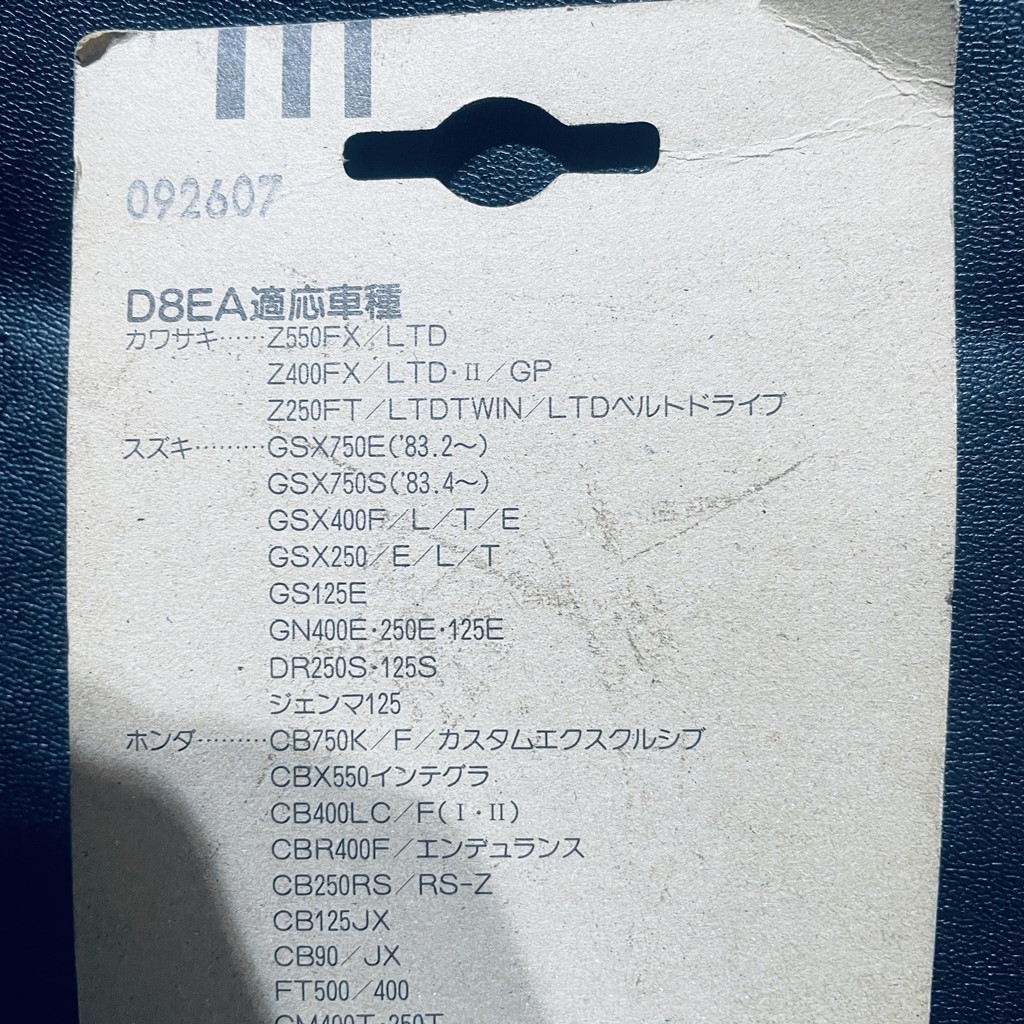 092607
D8EA適応車種
カワサキ……Z550FX/LTD
Z400FX/LTD・II/GP
Z250FT/LTDTWIN/LTDベルトドライブ
スズキ………GSX750E('83.2〜)
GSX750S('83.4〜)
GSX400F/L/T/E
GSX250/E/L/T
GS125E
GN400E・250E・125E
DR250S・125S
ジェンマ125
ホンダ………CB750K/F/カスタムエクスクルシブ
CBX550インテグラ
CB400LC/F(I・II)
CBR400F/エンデュランス
CB250RS/RS-Z
CB125JX
CB90/JX
FT500/400